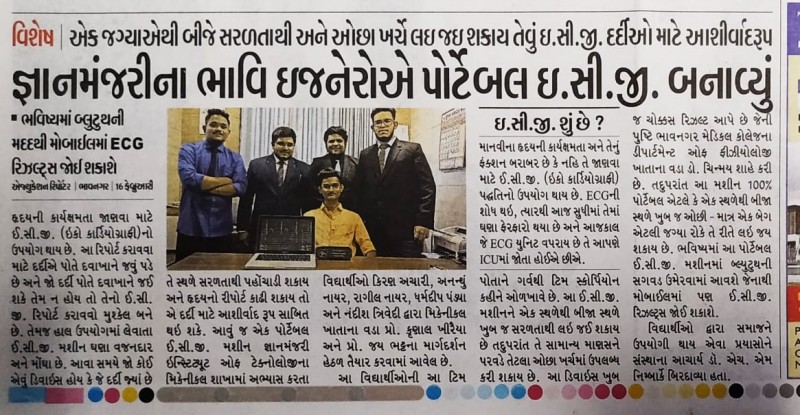 વિશેષ | એક જગ્યાએથી બીજે સરળતાથી અને ઓછા ખર્ચે લઇ જઇ શકાય તેવું ઇ.સી.જી. દર્દીઓ માટે આશીર્વાદરૂપ
જ્ઞાનમંજરીના ભાવિ ઇજનેરોએ પોર્ટેબલ ઇ.સી.જી. બનાવ્યું
▪ ભવિષ્યમાં બ્લુટુથની
મદદથી મોબાઈલમાં ECG
રિઝલ્ટ્સ જોઈ શકાશે
એજ્યુકેશન રિપોર્ટર | ભાવનગર | 16 ફેબ્રુઆરી
હૃદયની કાર્યક્ષમતા જાણવા માટે
ઈ.સી.જી. (ઇકો કાર્ડિયોગ્રાફી)નો
ઉપયોગ થાય છે. આ રિપોર્ટ કરાવવા
માટે દર્દીએ પોતે દવાખાને જવું પડે
છે અને જો દર્દી પોતે દવાખાને જઈ
શકે તેમ ન હોય તો તેનો ઈ.સી.
જી. રિપોર્ટ કરાવવો મુશ્કેલ બને
છે. તેમજ હાલ ઉપયોગમાં લેવાતા
ઈ.સી.જી. મશીન ઘણા વજનદાર
અને મોંઘા છે. આવા સમયે જો કોઈ
એવું ડિવાઇસ હોય કે જે દર્દી જ્યાં છે
તે સ્થળે સરળતાથી પહોંચાડી શકાય
અને હૃદયનો રીપોર્ટ કાઢી શકાય તો
એ દર્દી માટે આશીર્વાદ રૂપ સાબિત
થઇ શકે. આવું જ એક પોર્ટેબલ
ઈ.સી.જી. મશીન જ્ઞાનમંજરી
ઇન્સ્ટિટ્યૂટ ઓફ ટેક્નોલોજીના
મિકેનીકલ શાખામાં અભ્યાસ કરતા
વિદ્યાર્થીઓ કિરણ અચારી, અનન્થુ
નાયર, રાગીલ નાયર, ધર્મદીપ પંડ્યા
અને નંદીશ ત્રિવેદી દ્વારા મિકેનીકલ
ખાતાના વડા પ્રો. કૃણાલ ખીરૈયા
અને પ્રો. જય ભટ્ટના માર્ગદર્શન
હેઠળ તૈયાર કરવામાં આવેલ છે.
આ વિદ્યાર્થીઓની આ ટિમ
ઇ.સી.જી. શું છે ?
માનવીના હૃદયની કાર્યક્ષમતા અને તેનું
ફંક્શન બરાબર છે કે નહિ તે જાણવા
માટે ઈ.સી.જી. (ઇકો કાર્ડિયોગ્રાફી)
પદ્ધતિનો ઉપયોગ થાય છે. ECGની
શોધ થઇ, ત્યારથી આજ સુધીમાં તેમાં
ઘણા ફેરફારો થયા છે અને આજકાલ
જે ECG યુનિટ વપરાય છે તે આપણે
ICUમાં જોતા હોઈએ છીએ.
પોતાને ગર્વથી ટિમ સ્કોર્પિયોન
કહીને ઓળખાવે છે. આ ઈ.સી.જી.
મશીનને એક સ્થળેથી બીજા સ્થળે
ખુબ જ સરળતાથી લઇ જઈ શકાય
છે તદુપરાંત તે સામાન્ય માણસને
પરવડે તેટલા ઓછા ખર્ચમાં ઉપલબ્ધ
કરી શકાય છે. આ ડિવાઇસ ખુબ
જ ચોક્કસ રિઝલ્ટ આપે છે જેની
પુષ્ટિ ભાવનગર મેડિકલ કોલેજના
ડીપાર્ટમેન્ટ ઓફ ફીઝીયોલોજી
ખાતાના વડા ડો. ચિન્મય શાહે કરી
છે. તદુપરાંત આ મશીન 100%
પોર્ટેબલ એટલે કે એક સ્થળેથી બીજા
સ્થળે ખુબ જ ઓછી - માત્ર એક બેગ
એટલી જગ્યા રોકે તે રીતે લઇ જય
શકાય છે. ભવિષ્યમાં આ પોર્ટેબલ
ઈ.સી.જી. મશીનમાં બ્લ્યુટુથની
સગવડ ઉમેરવામાં આવશે જેનાથી
મોબાઈલમાં પણ ઈ.સી.જી.
રિઝલ્ટ્સ જોઈ શકાશે.
વિદ્યાર્થીઓ દ્વારા સમાજને
ઉપયોગી થાય એવા પ્રયાસોને
સંસ્થાના આચાર્ય ડો. એચ. એમ
નિમ્બાર્કે બિરદાવ્યા હતા.